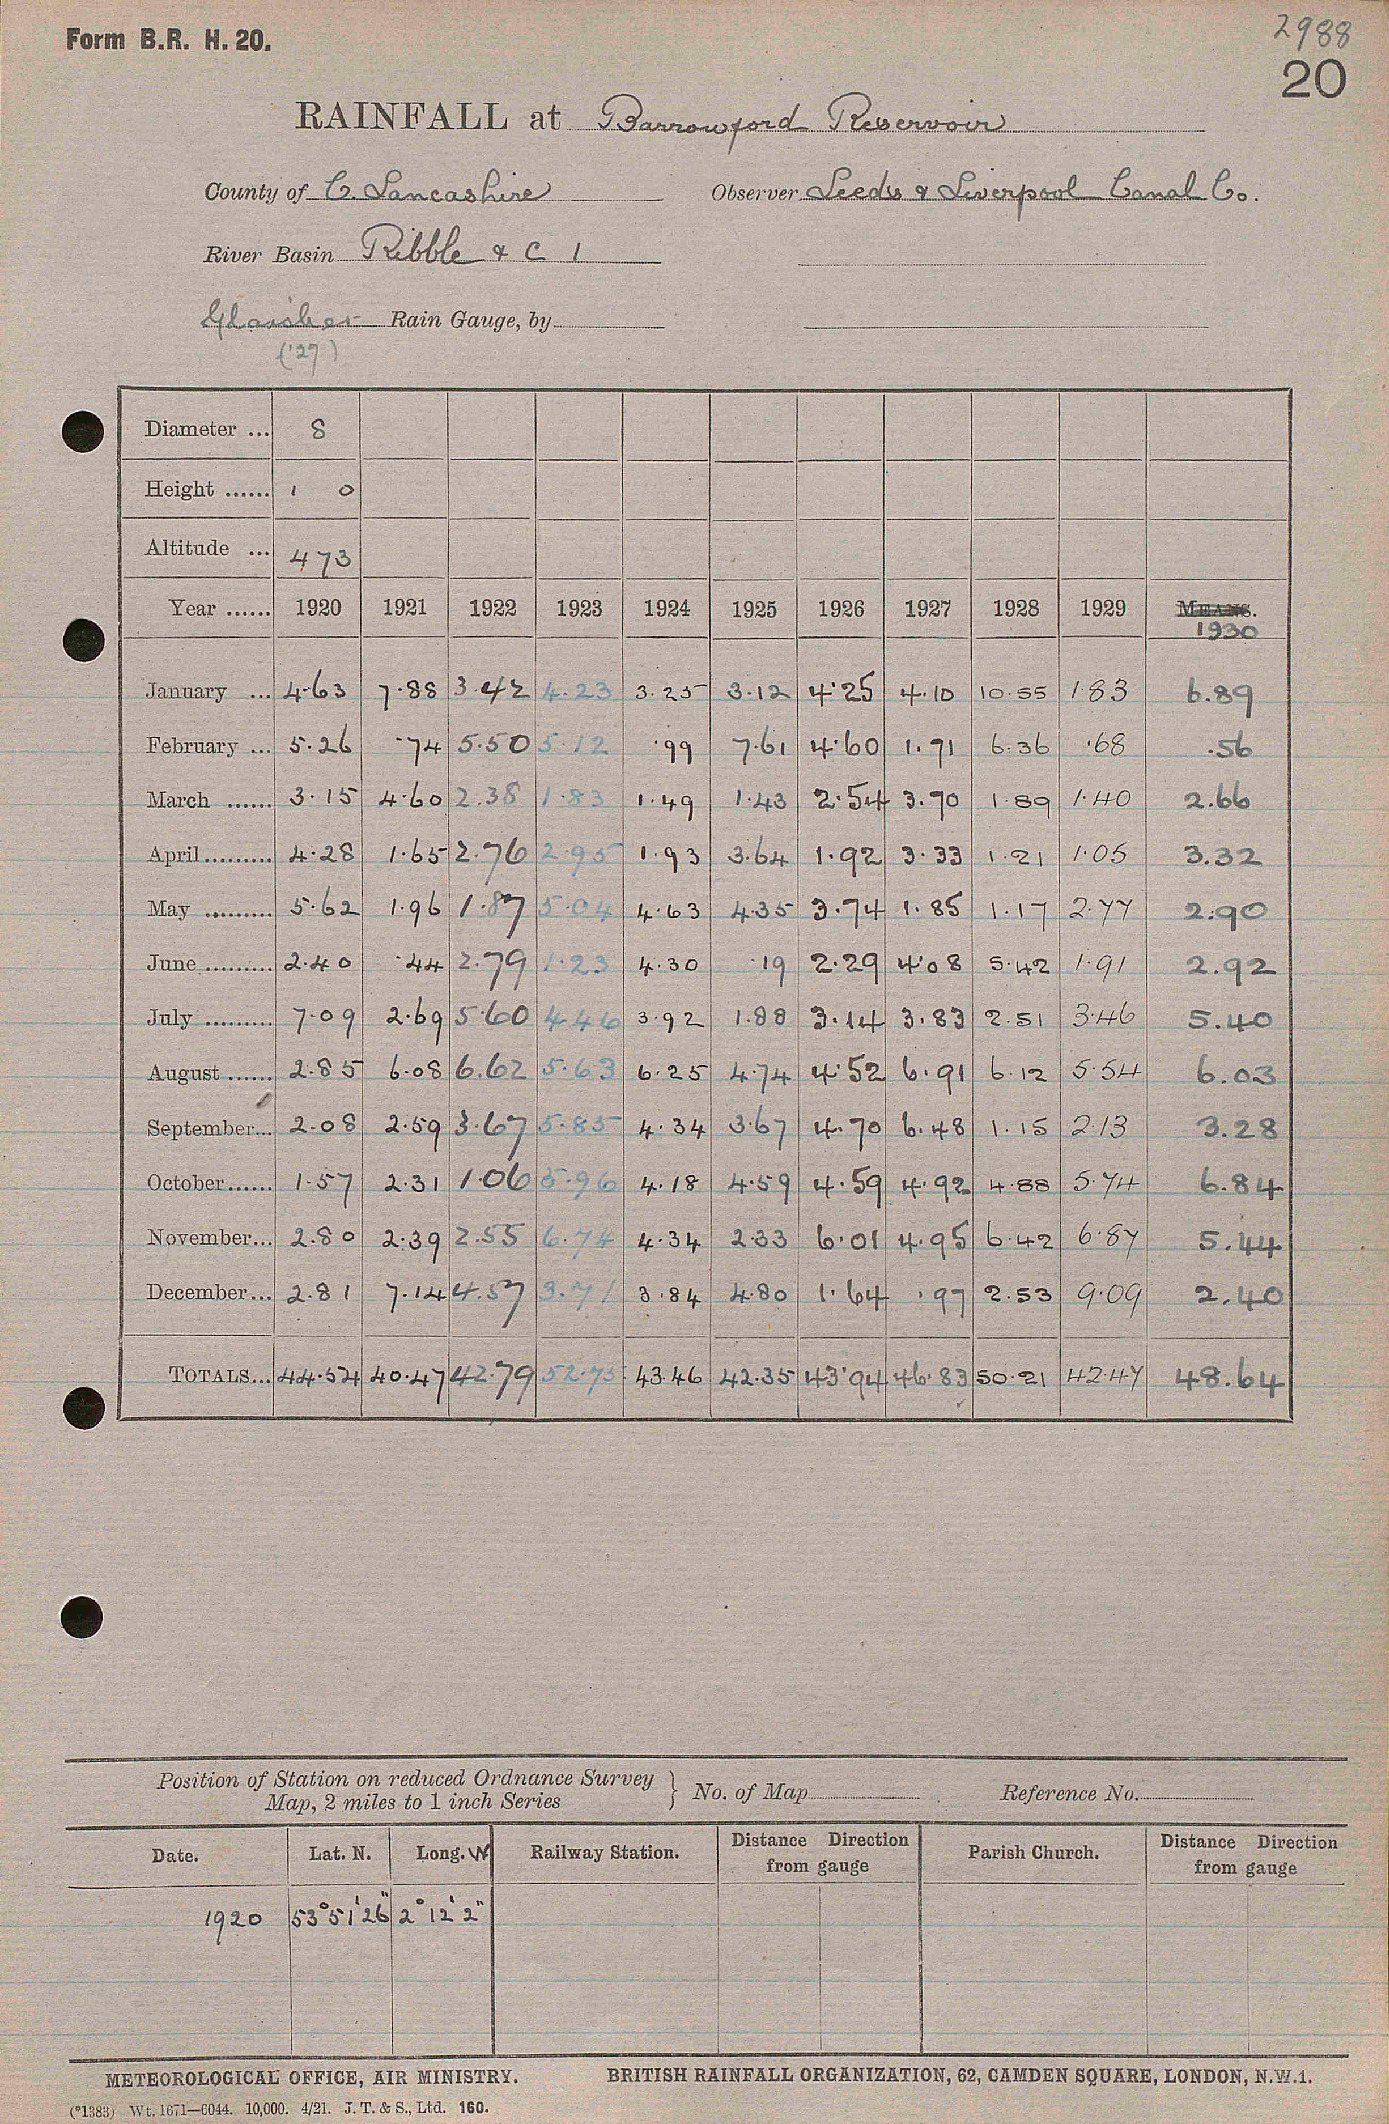 Form B.R. H. 20.
2988
20
RAINFALL at Barrowford Reservoir
County of C. Lancashire Observer Leeds & Liverpool Canal Co.
River Basin Ribble & C 1
Glaisher Rain Gauge, by
('27)
Diameter ... 8
Height ...... 1 0
Altitude ... 473
Year ...... 1920 1921 1922 1923 1924 1925 1926 1927 1928 1929 MEANS.
1930
January ... 4.63 7.88 3.42 4.23 3.25 3.12 4.25 4.10 10.55 1.83 6.89
February ... 5.26 .74 5.50 5.12 .99 7.61 4.60 1.71 6.36 .68 .56
March ...... 3.15 4.60 2.38 1.83 1.49 1.43 2.54 3.70 1.89 1.40 2.66
April......... 4.28 1.65 2.76 2.95 1.93 3.64 1.92 3.33 1.21 1.05 3.32
May ......... 5.62 1.96 1.87 5.04 4.63 4.35 3.74 1.85 1.17 2.77 2.90
June.......... 2.40 .44 2.79 1.23 4.30 .19 2.29 4.08 5.42 1.91 2.92
July ......... 7.09 2.69 5.60 4.46 3.92 1.88 3.14 3.83 2.51 3.46 5.40
August ...... 2.85 6.08 6.62 5.63 6.25 4.74 4.52 6.91 6.12 5.54 6.03
September... 2.08 2.59 3.67 5.85 4.34 3.67 4.70 6.48 1.15 2.13 3.28
October...... 1.57 2.31 1.06 5.96 4.18 4.59 4.59 4.92 4.88 5.74 6.84
November... 2.80 2.39 2.55 6.74 4.34 2.33 6.01 4.95 6.42 6.87 5.44
December... 2.81 7.14 4.57 3.71 3.84 4.80 1.64 .97 2.53 9.09 2.40
TOTALS... 44.54 40.47 42.79 52.75 43.46 42.35 43.94 46.83 50.21 42.47 48.64
Position of Station on reduced Ordnance Survey
Map, 2 miles to 1 inch Series } No. of Map Reference No.
Date. Lat. N. Long. W Railway Station. Distance Direction from gauge Parish Church. Distance Direction from gauge
1920 53° 51' 26" 2° 12' 2"
METEOROLOGICAL OFFICE, AIR MINISTRY. BRITISH RAINFALL ORGANIZATION, 62, CAMDEN SQUARE, LONDON, N.W.1.
(*1383) Wt. 1671—6044. 10,000. 4/21. J. T. & S., Ltd. 160.